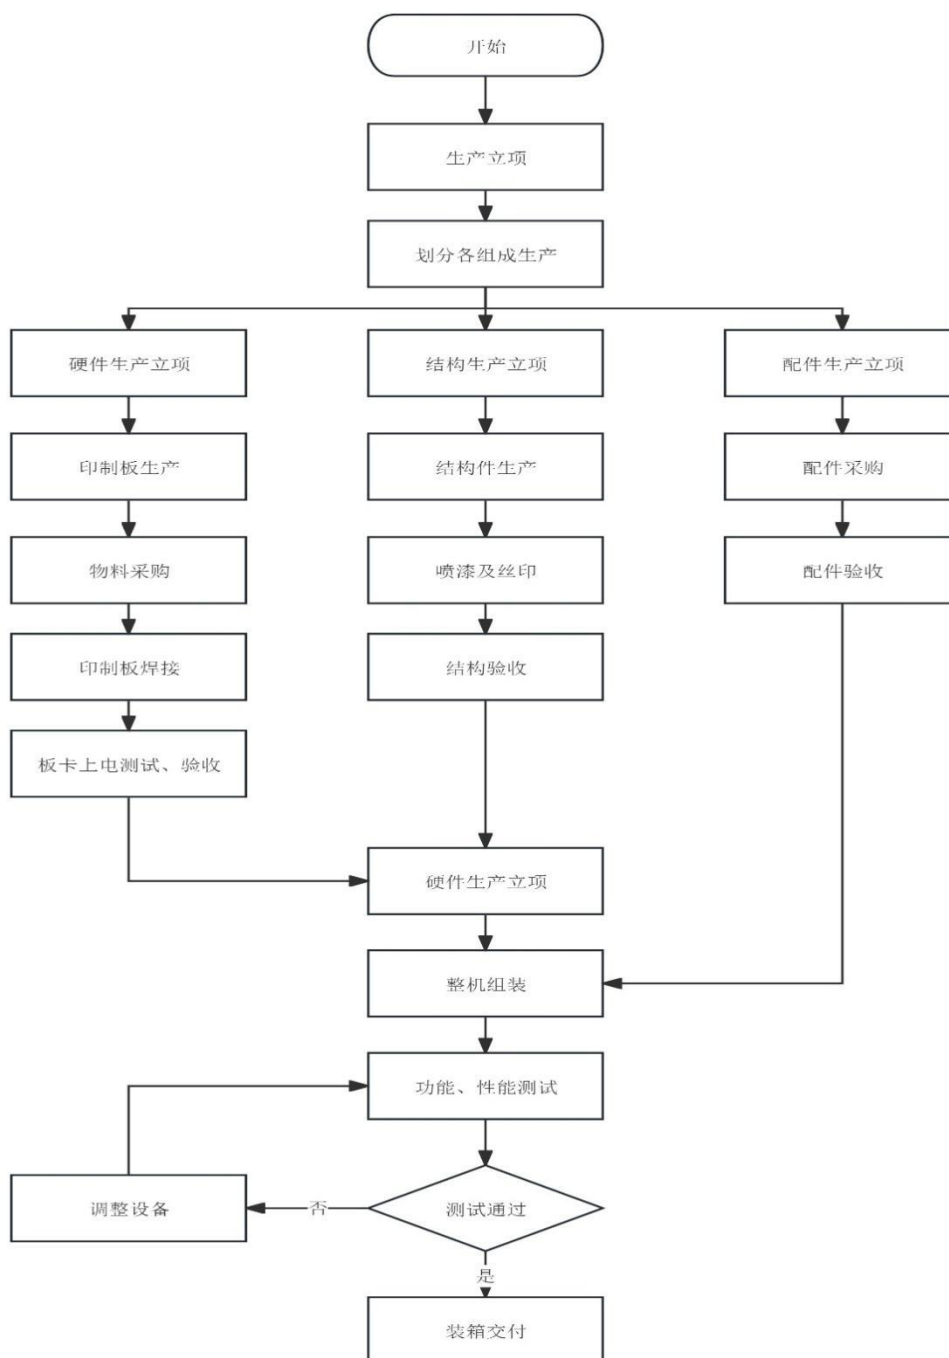 开始
生产立项
划分各组成生产
硬件生产立项
结构生产立项
配件生产立项
印制板生产
结构件生产
配件采购
物料采购
喷漆及丝印
配件验收
印制板焊接
结构验收
板卡上电测试、验收
硬件生产立项
整机组装
功能、性能测试
调整设备
否
测试通过
是
装箱交付